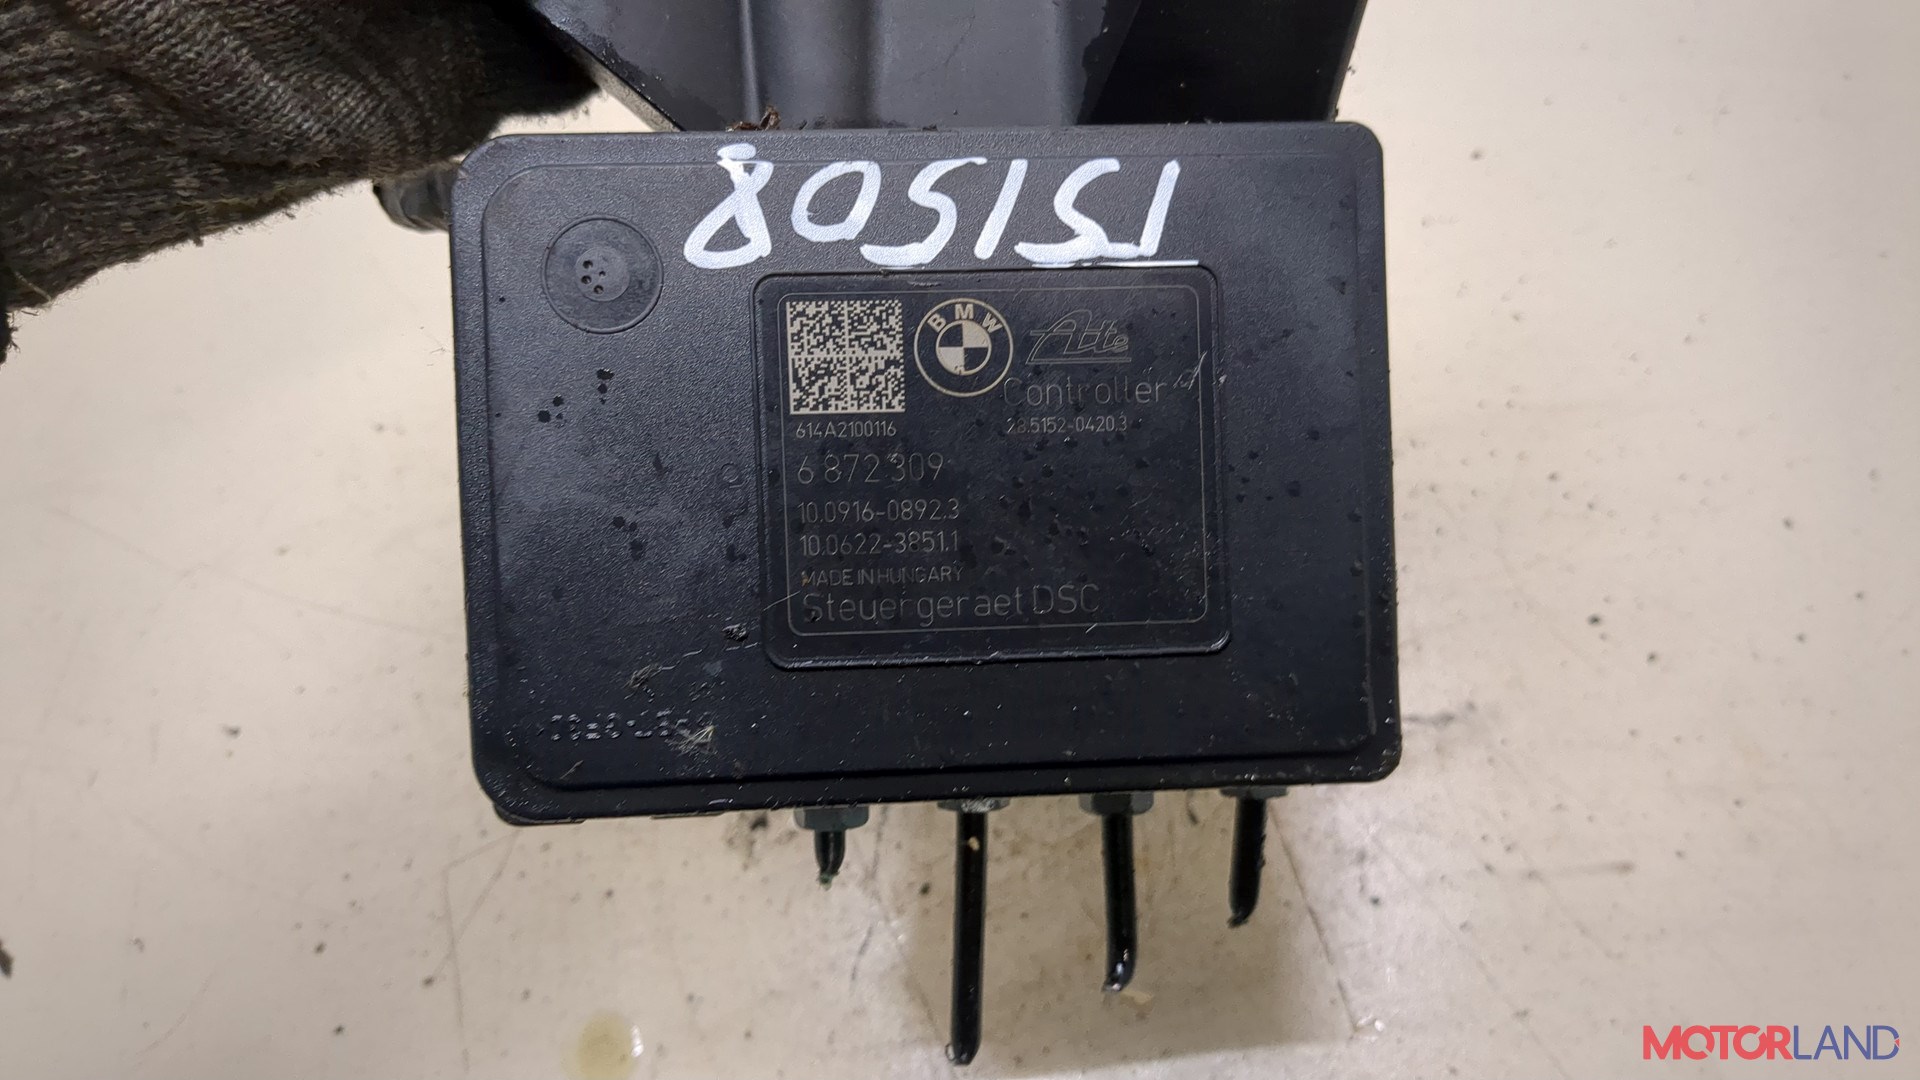 805151
BMW
Ate
Controller
614A2100116
28.5152-0420.3
6 872 309
10.0916-0892.3
10.0622-3851.1
MADE IN HUNGARY
Steuergeraet DSC
MOTORLAND